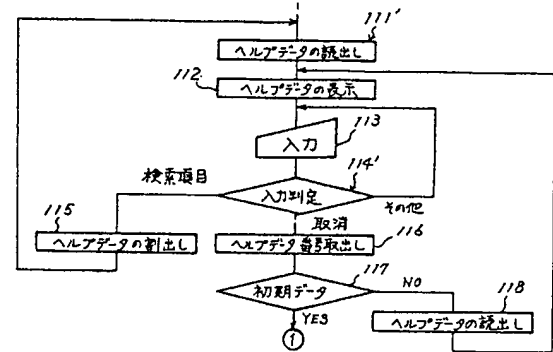 111'
ヘルプデータの読出し
112
ヘルプデータの表示
113
入力
114'
検索項目
入力判定
その他
取消
115
ヘルプデータの割出し
ヘルプデータ番号取出し
116
117
初期データ
NO
118
YES
ヘルプデータの読出し
1